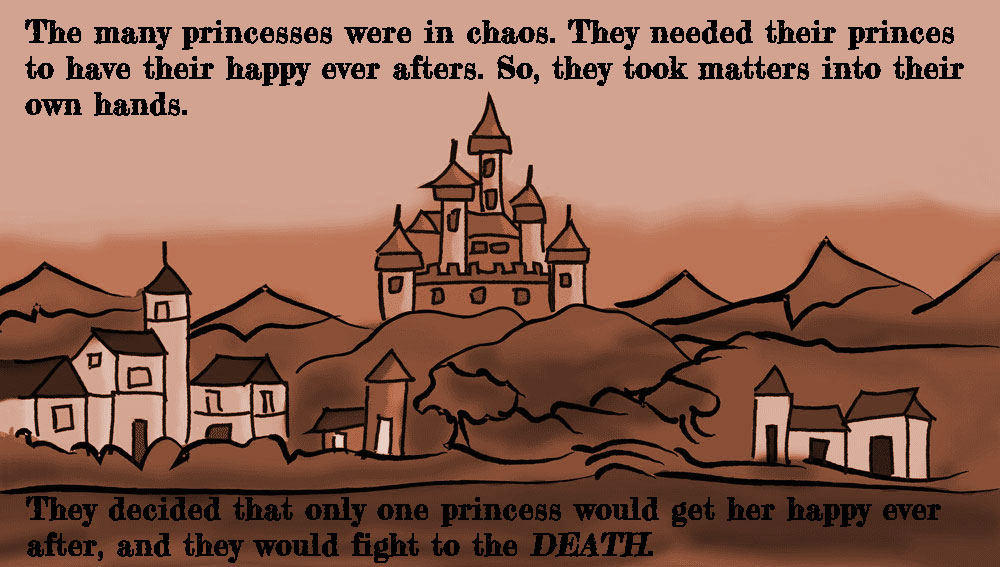 The many princesses were in chaos. They needed their princes
to have their happy ever afters. So, they took matters into their
own hands.
They decided that only one princess would get her happy ever
after, and they would fight to the DEATH.